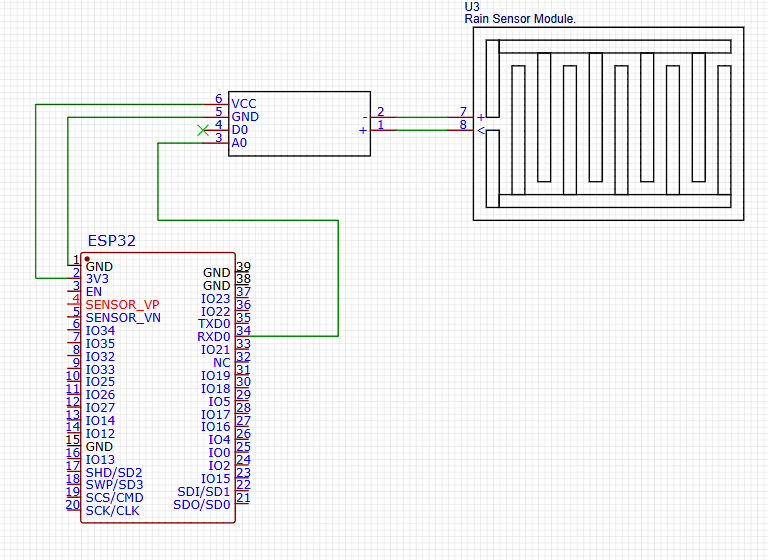 U3
Rain Sensor Module.
6 VCC
5 GND
4 D0
3 A0
- 2
+ 1
7 +
8 <
ESP32
1 GND
2 3V3
3 EN
4 SENSOR_VP
5 SENSOR_VN
6 IO34
7 IO35
8 IO32
9 IO33
10 IO25
11 IO26
12 IO27
13 IO14
14 IO12
15 GND
16 IO13
17 SHD/SD2
18 SWP/SD3
19 SCS/CMD
20 SCK/CLK
GND 39
GND 38
IO23 37
IO22 36
TXD0 35
RXD0 34
IO21 33
NC 32
IO19 31
IO18 30
IO5 29
IO17 28
IO16 27
IO4 26
IO0 25
IO2 24
IO15 23
SDI/SD1 22
SDO/SD0 21